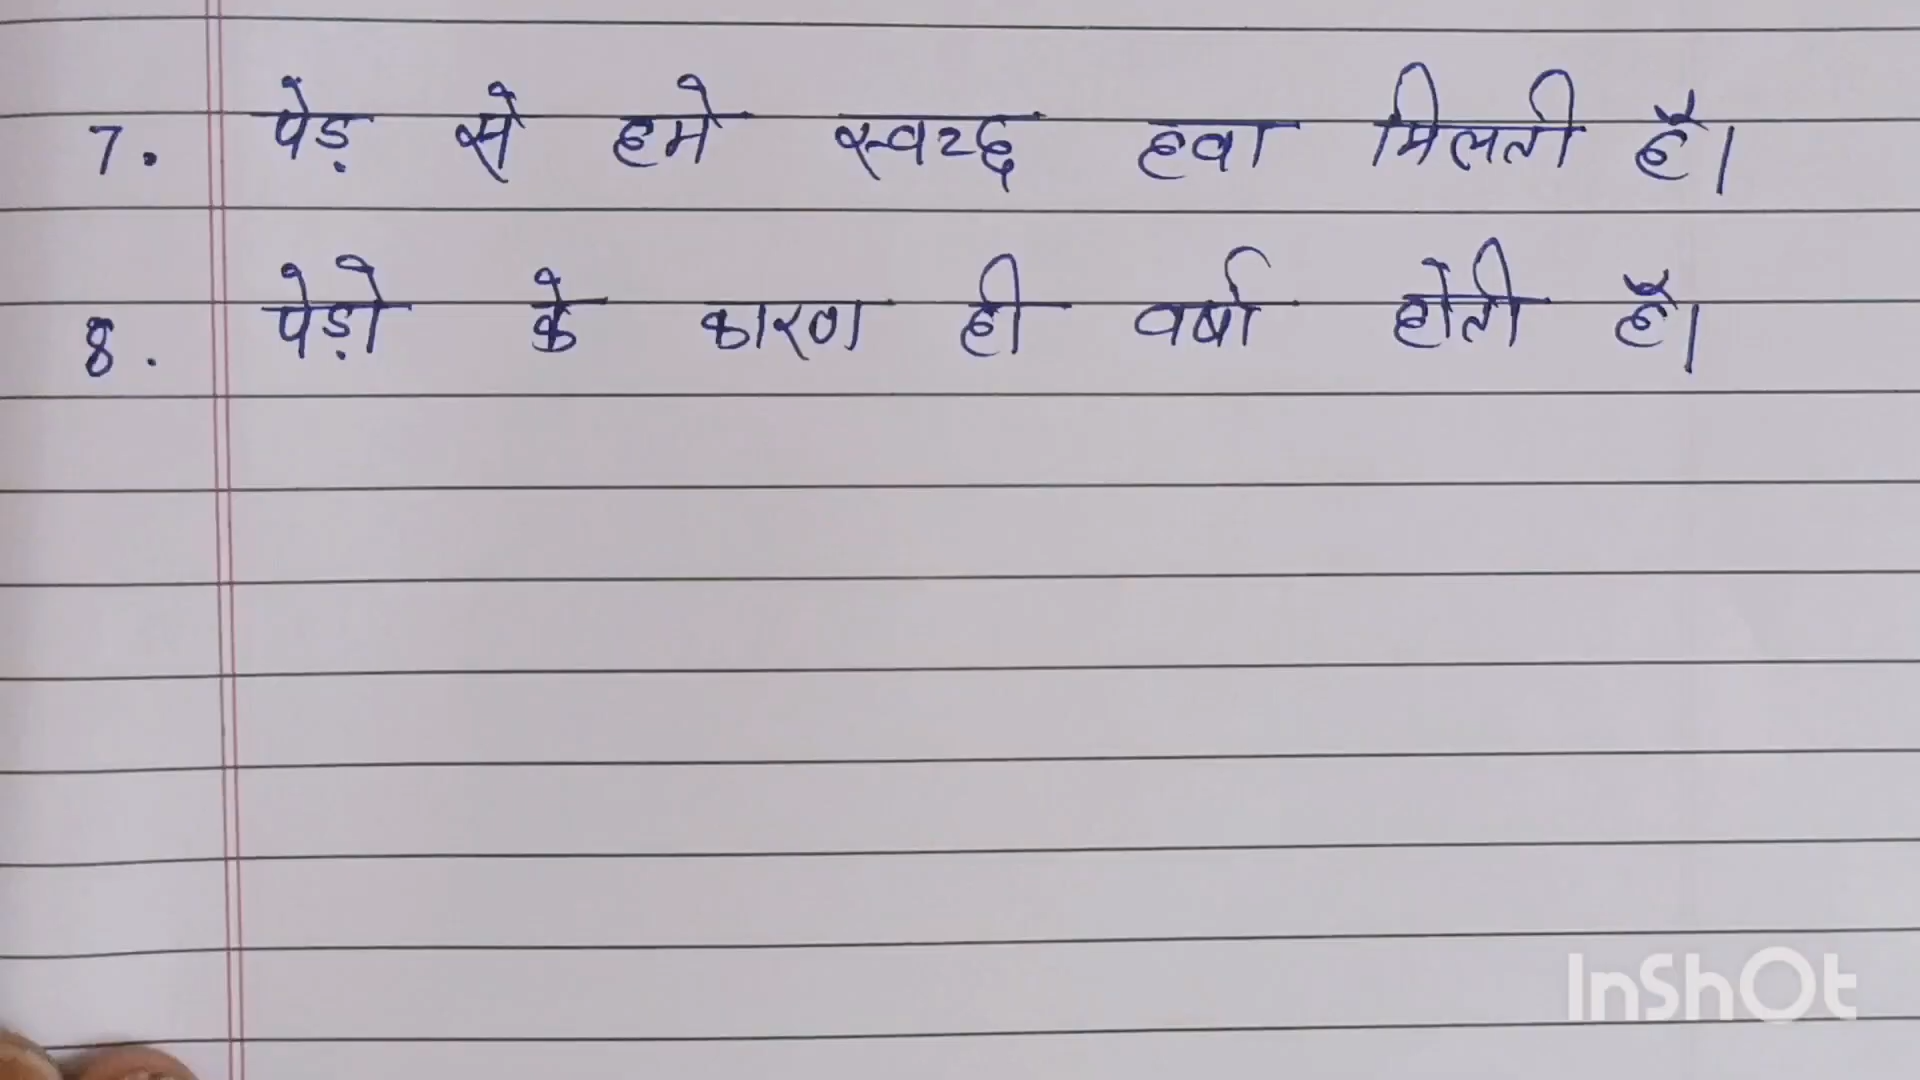 7. पेड़ से हमे स्वच्छ हवा मिलती है।
8. पेड़ो के कारण ही वर्षा होती है।
InShOt